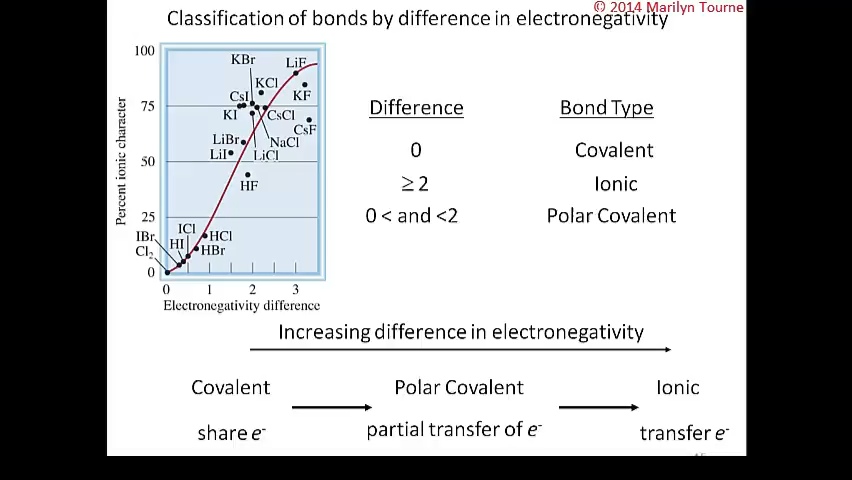 © 2014 Marilyn Tourne
Classification of bonds by difference in electronegativity
100
75
50
25
0
Percent ionic character
KBr
LiF
KCl
KF
CsI
KI
CsCl
CsF
NaCl
LiBr
LiI
LiCl
HF
ICl
IBr
HI
HCl
HBr
Cl₂
0 1 2 3
Electronegativity difference
Difference Bond Type
0 Covalent
≥ 2 Ionic
0 < and <2 Polar Covalent
Increasing difference in electronegativity
Covalent Polar Covalent Ionic
share e⁻ partial transfer of e⁻ transfer e⁻